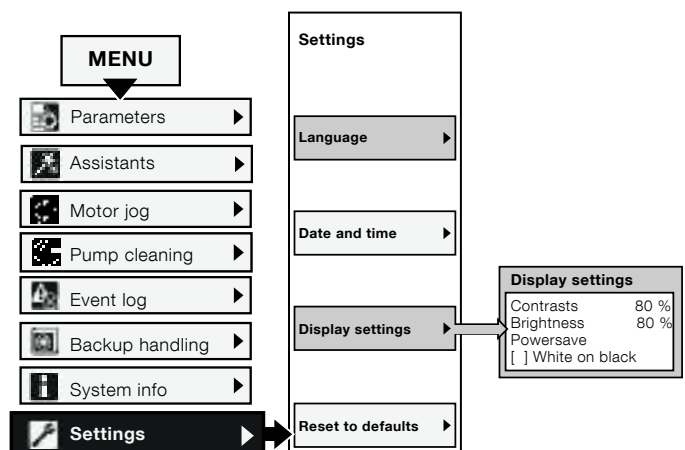 MENU
Parameters
Assistants
Motor jog
Pump cleaning
Event log
Backup handling
System info
Settings
Settings
Language
Date and time
Display settings
Reset to defaults
Display settings
Contrasts 80 %
Brightness 80 %
Powersave
[ ] White on black